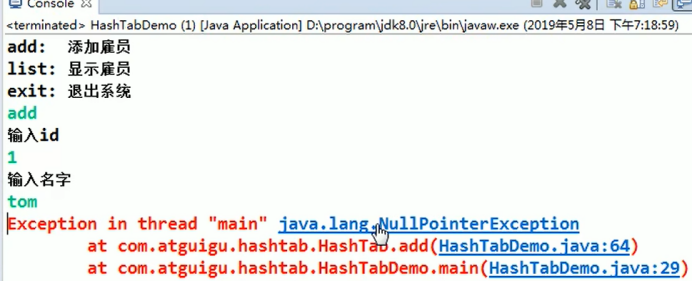 Console
<terminated> HashTabDemo (1) [Java Application] D:\program\jdk8.0\jre\bin\javaw.exe (2019年5月8日 下午7:18:59)
add: 添加雇员
list: 显示雇员
exit: 退出系统
add
输入id
1
输入名字
tom
Exception in thread "main" java.lang.NullPointerException
at com.atguigu.hashtab.HashTab.add(HashTabDemo.java:64)
at com.atguigu.hashtab.HashTabDemo.main(HashTabDemo.java:29)